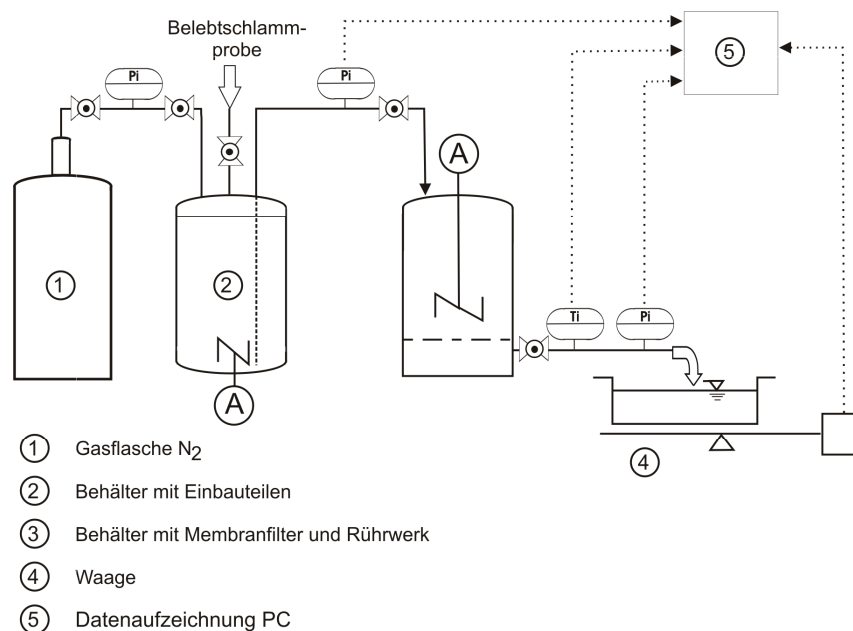 Belebtschlamm-
probe
Pi
Pi
5
A
1
2
Ti
Pi
A
4
1 Gasflasche N2
2 Behälter mit Einbauteilen
3 Behälter mit Membranfilter und Rührwerk
4 Waage
5 Datenaufzeichnung PC